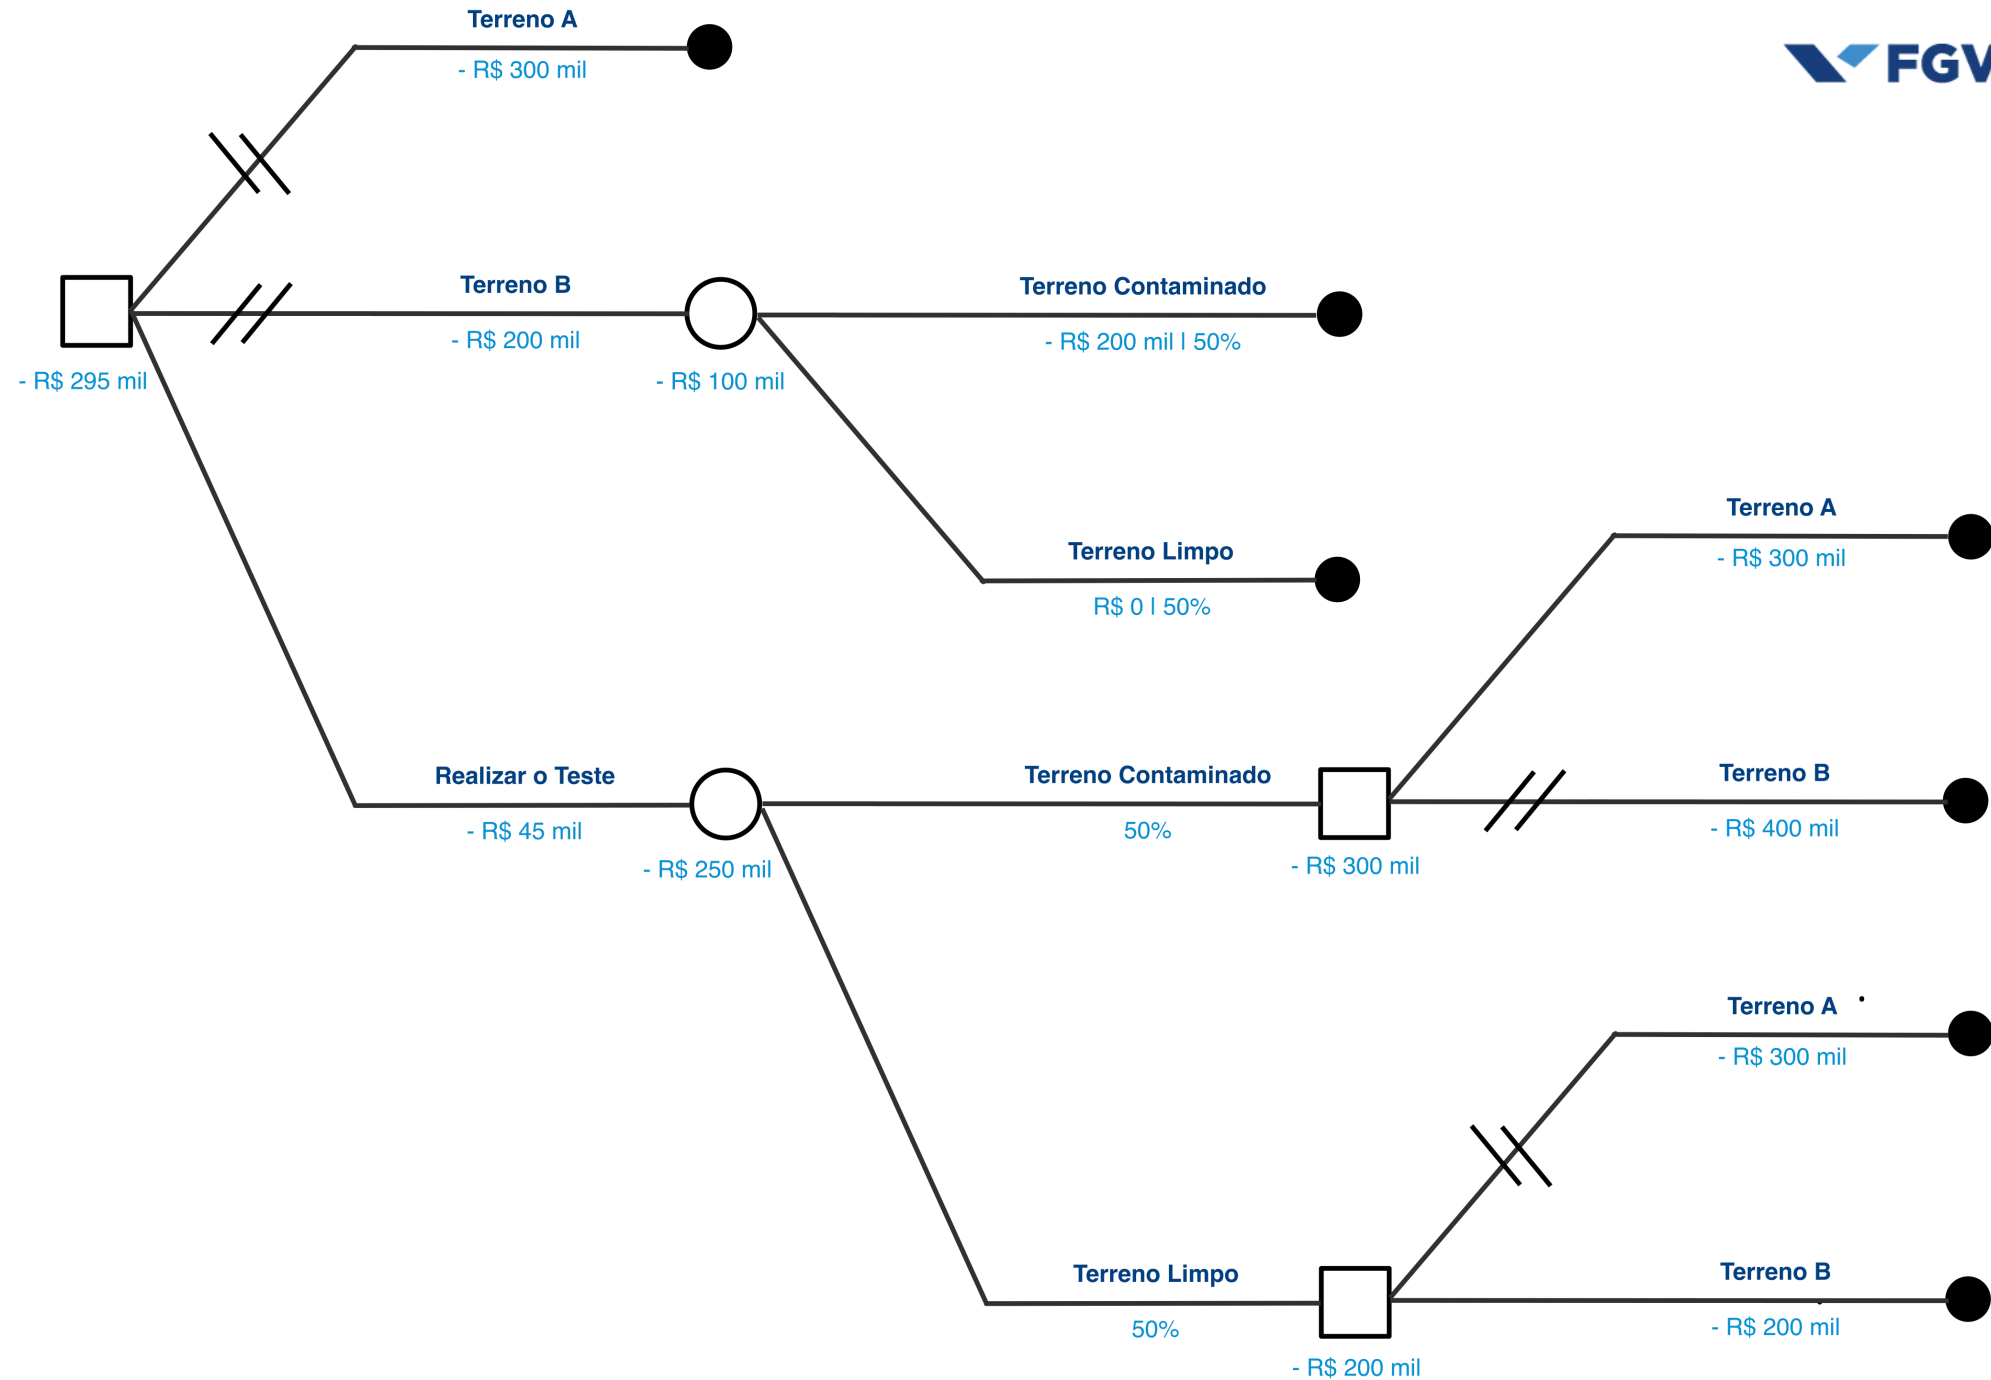 Terreno A
- R$ 300 mil
FGV
Terreno B
- R$ 200 mil
- R$ 295 mil
- R$ 100 mil
Terreno Contaminado
- R$ 200 mil | 50%
Terreno Limpo
R$ 0 | 50%
Realizar o Teste
- R$ 45 mil
- R$ 250 mil
Terreno Contaminado
50%
- R$ 300 mil
Terreno A
- R$ 300 mil
Terreno B
- R$ 400 mil
Terreno Limpo
50%
- R$ 200 mil
Terreno A
- R$ 300 mil
Terreno B
- R$ 200 mil